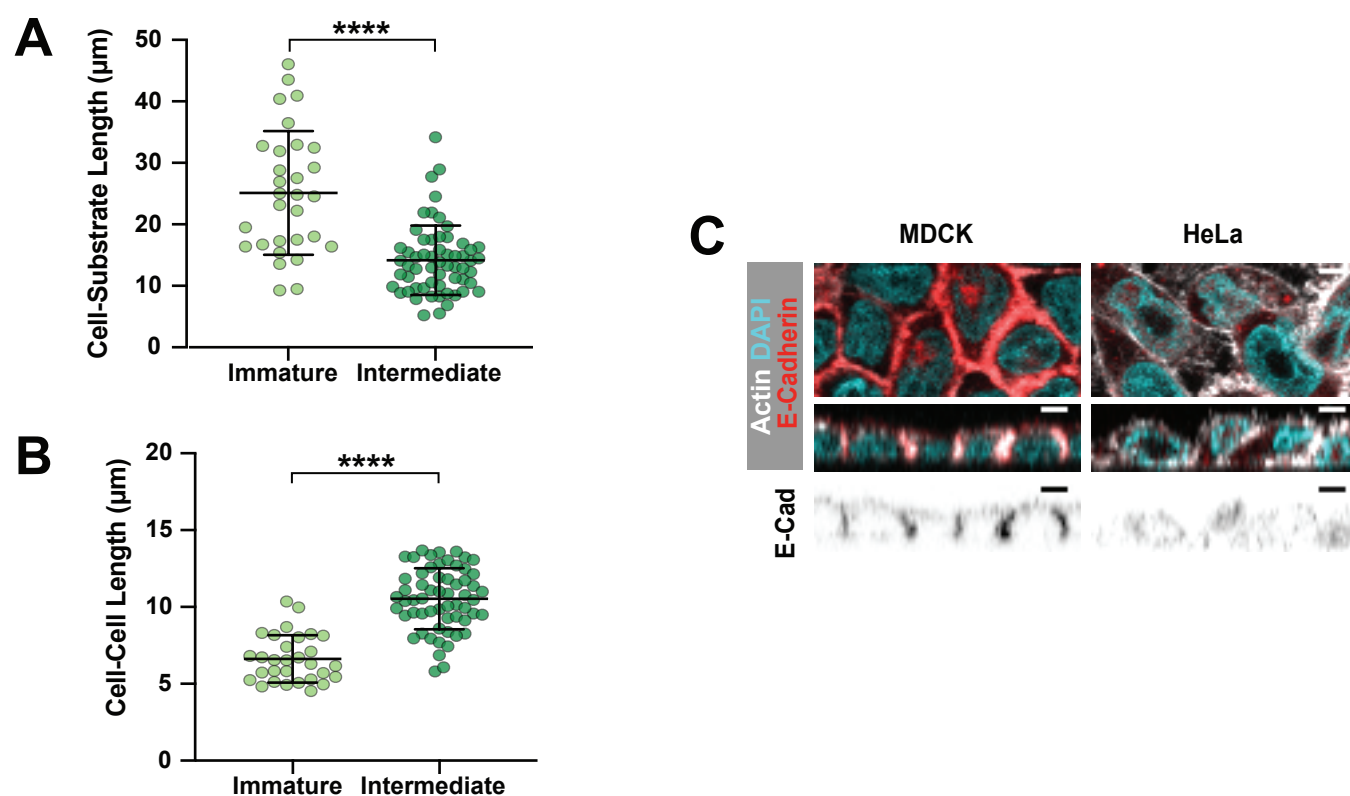 A
Cell-Substrate Length (µm)
50
40
30
20
10
0
****
Immature Intermediate
B
Cell-Cell Length (µm)
20
15
10
5
0
****
Immature Intermediate
C
MDCK HeLa
Actin DAPI
E-Cadherin
E-Cad